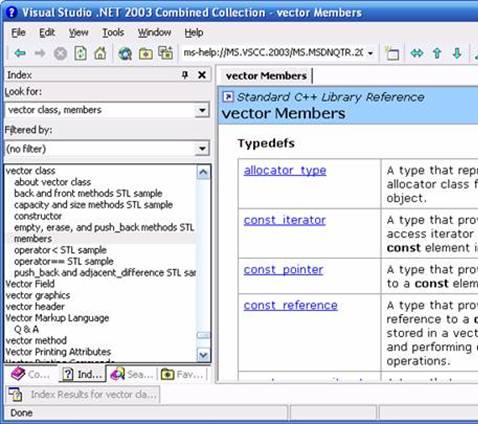 Visual Studio .NET 2003 Combined Collection - vector Members
File Edit View Tools Window Help
ms-help://MS.VSCC.2003/MS.MSDNQTR.2
Index
Look for:
vector class, members
Filtered by:
(no filter)
vector class
about vector class
back and front methods STL sample
capacity and size methods STL sample
constructor
empty, erase, and push_back methods STL
members
operator< STL sample
operator== STL sample
push_back and adjacent_difference STL sar
Vector Field
vector graphics
vector header
Vector Markup Language
Q & A
vector method
Vector Printing Attributes
Vector Printing Commands
Co... Ind... Sea... Fav...
vector Members
Standard C++ Library Reference
vector Members
Typedefs
allocator_type
A type that repr
allocator class f
object.
const_iterator
A type that prov
access iterator
const element i
const_pointer
A type that prov
to a const elem
const_reference
A type that prov
reference to a c
stored in a vect
and performing
operations.
Index Results for vector cla...
Done